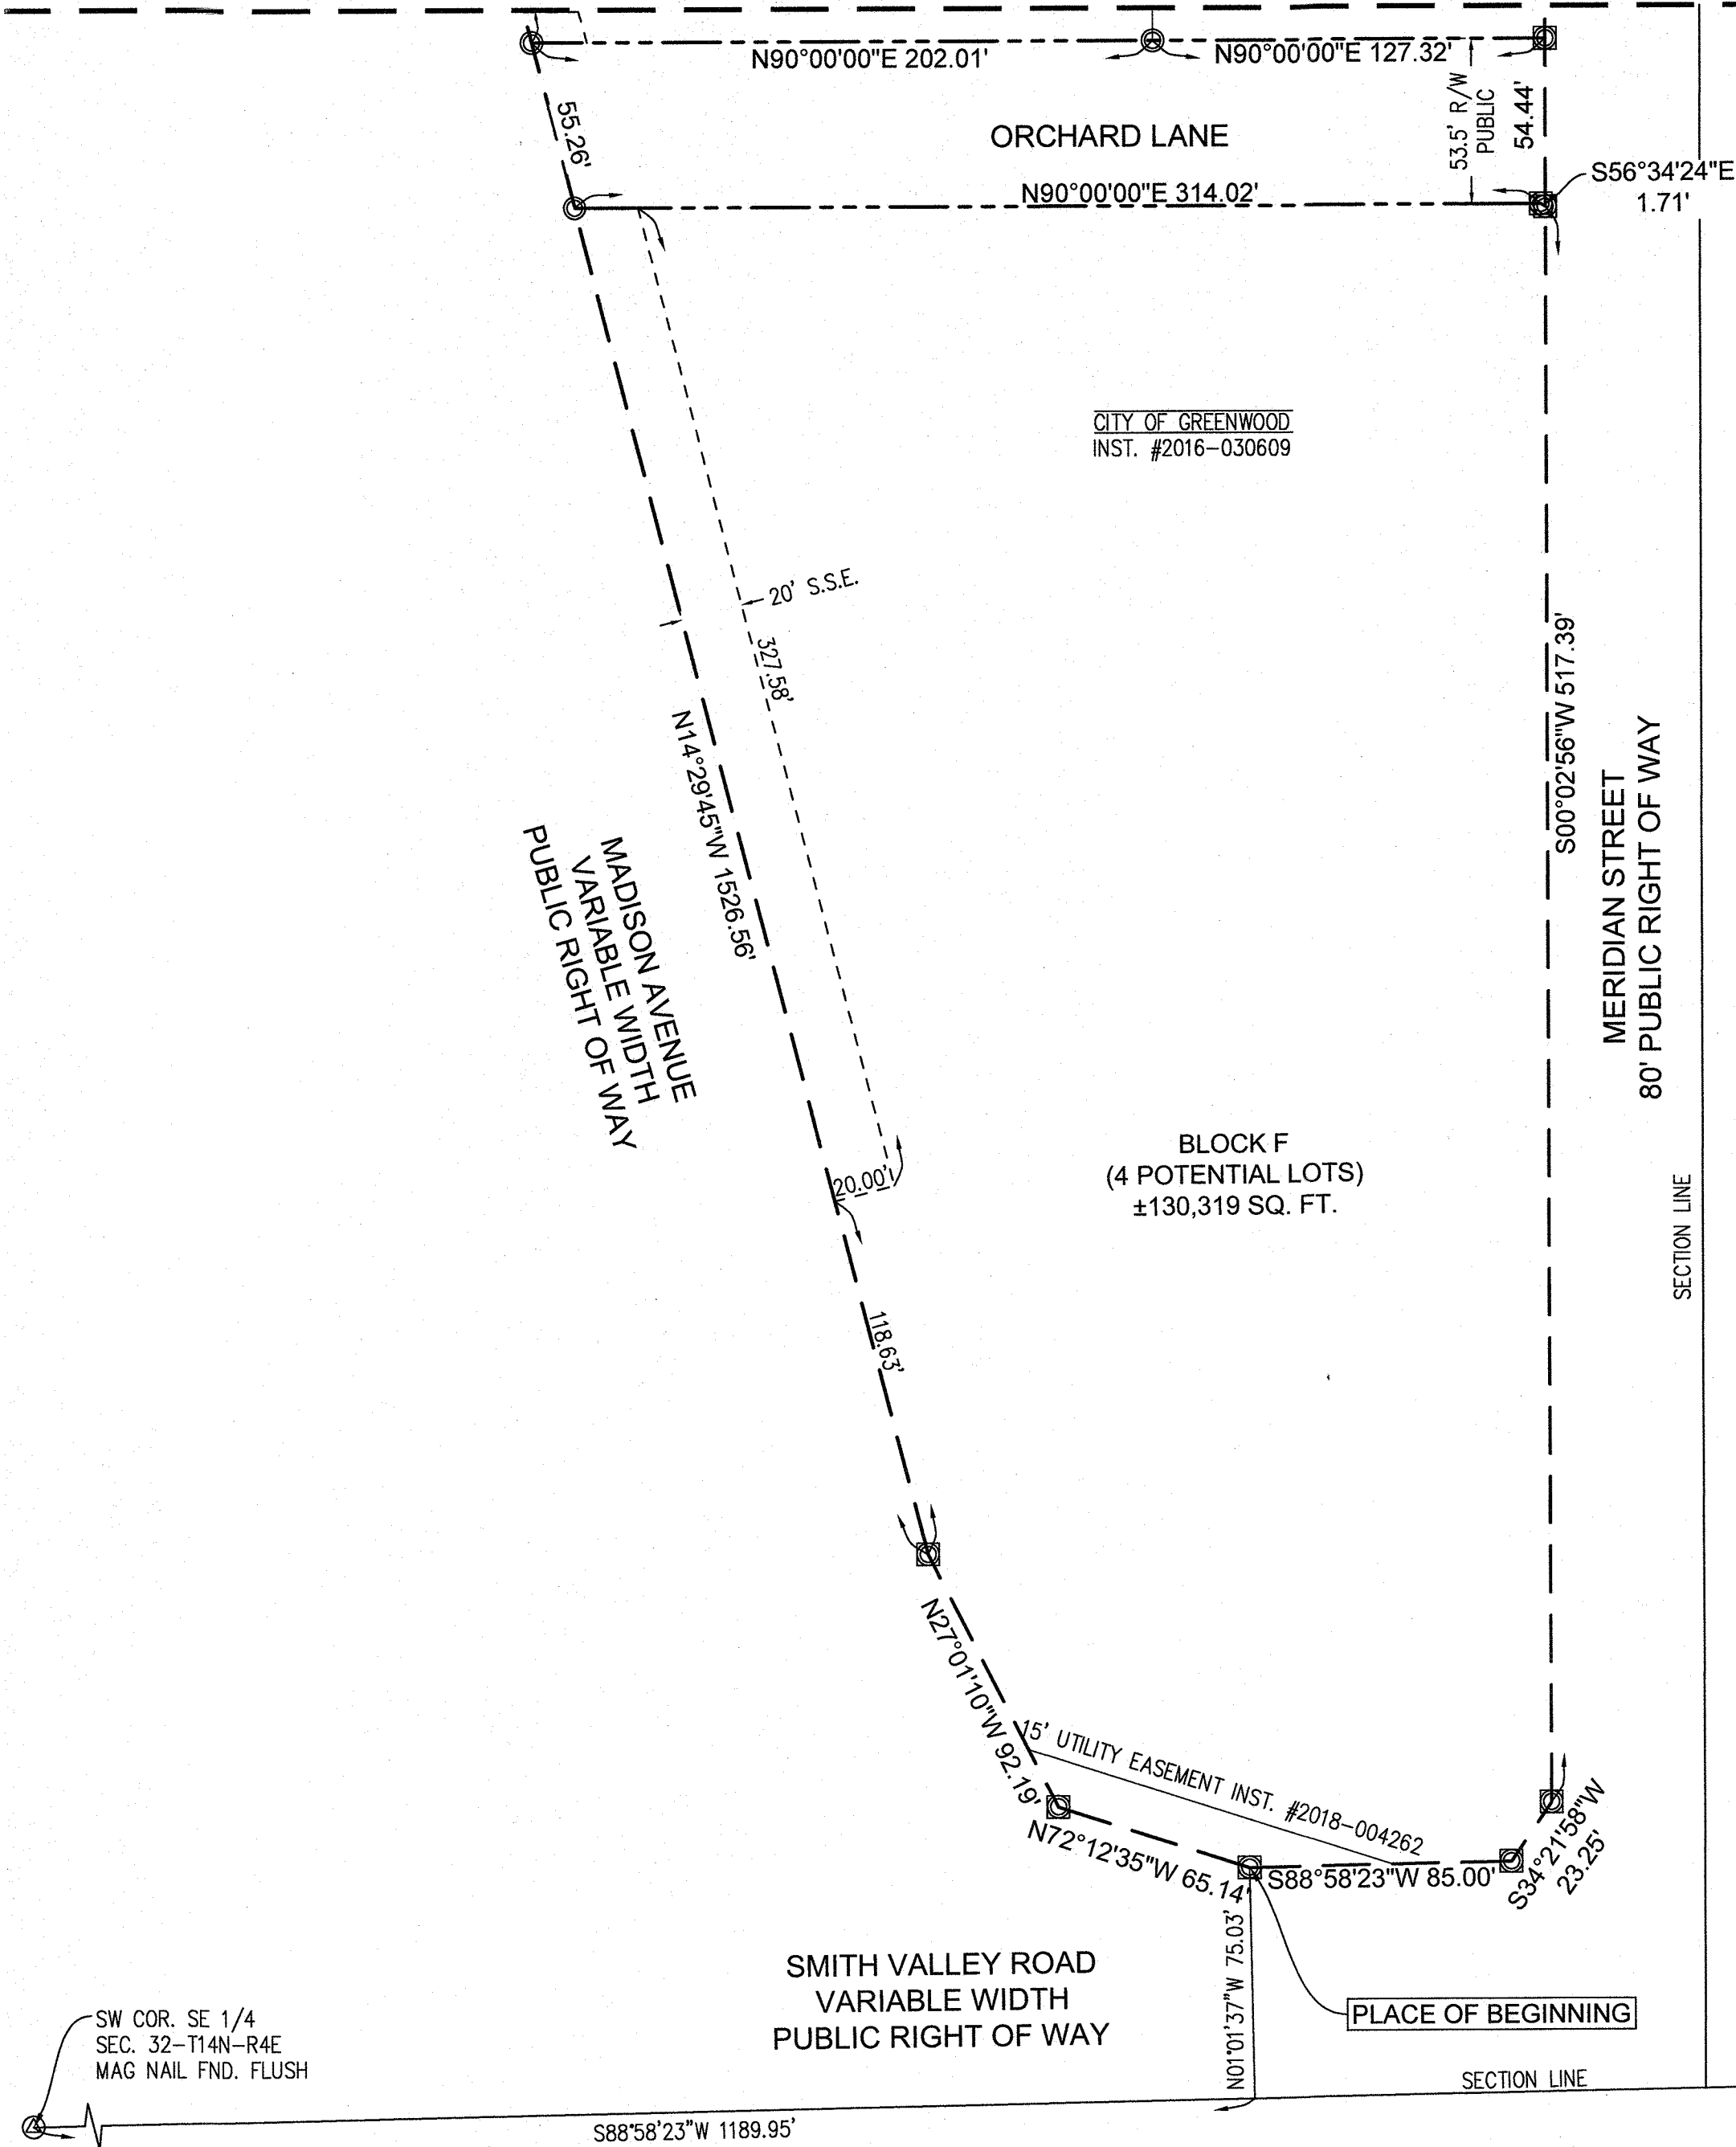 N90°00'00"E 202.01'
N90°00'00"E 127.32'
55.26'
ORCHARD LANE
53.5' R/W
PUBLIC
54.44'
S56°34'24"E
1.71'
N90°00'00"E 314.02'
CITY OF GREENWOOD
INST. #2016-030609
20' S.S.E.
327.58'
N14°29'45"W 1526.56'
S00°02'56"W 517.39'
MERIDIAN STREET
80' PUBLIC RIGHT OF WAY
MADISON AVENUE
VARIABLE WIDTH
PUBLIC RIGHT OF WAY
BLOCK F
(4 POTENTIAL LOTS)
±130,319 SQ. FT.
20.00'
SECTION LINE
118.63'
N27°01'10"W 92.19'
15' UTILITY EASEMENT INST. #2018-004262
N72°12'35"W 65.14'
S88°58'23"W 85.00'
S34°21'58"W
23.25'
N01°01'37"W 75.03'
SMITH VALLEY ROAD
VARIABLE WIDTH
PUBLIC RIGHT OF WAY
PLACE OF BEGINNING
SW COR. SE 1/4
SEC. 32-T14N-R4E
MAG NAIL FND. FLUSH
SECTION LINE
S88°58'23"W 1189.95'